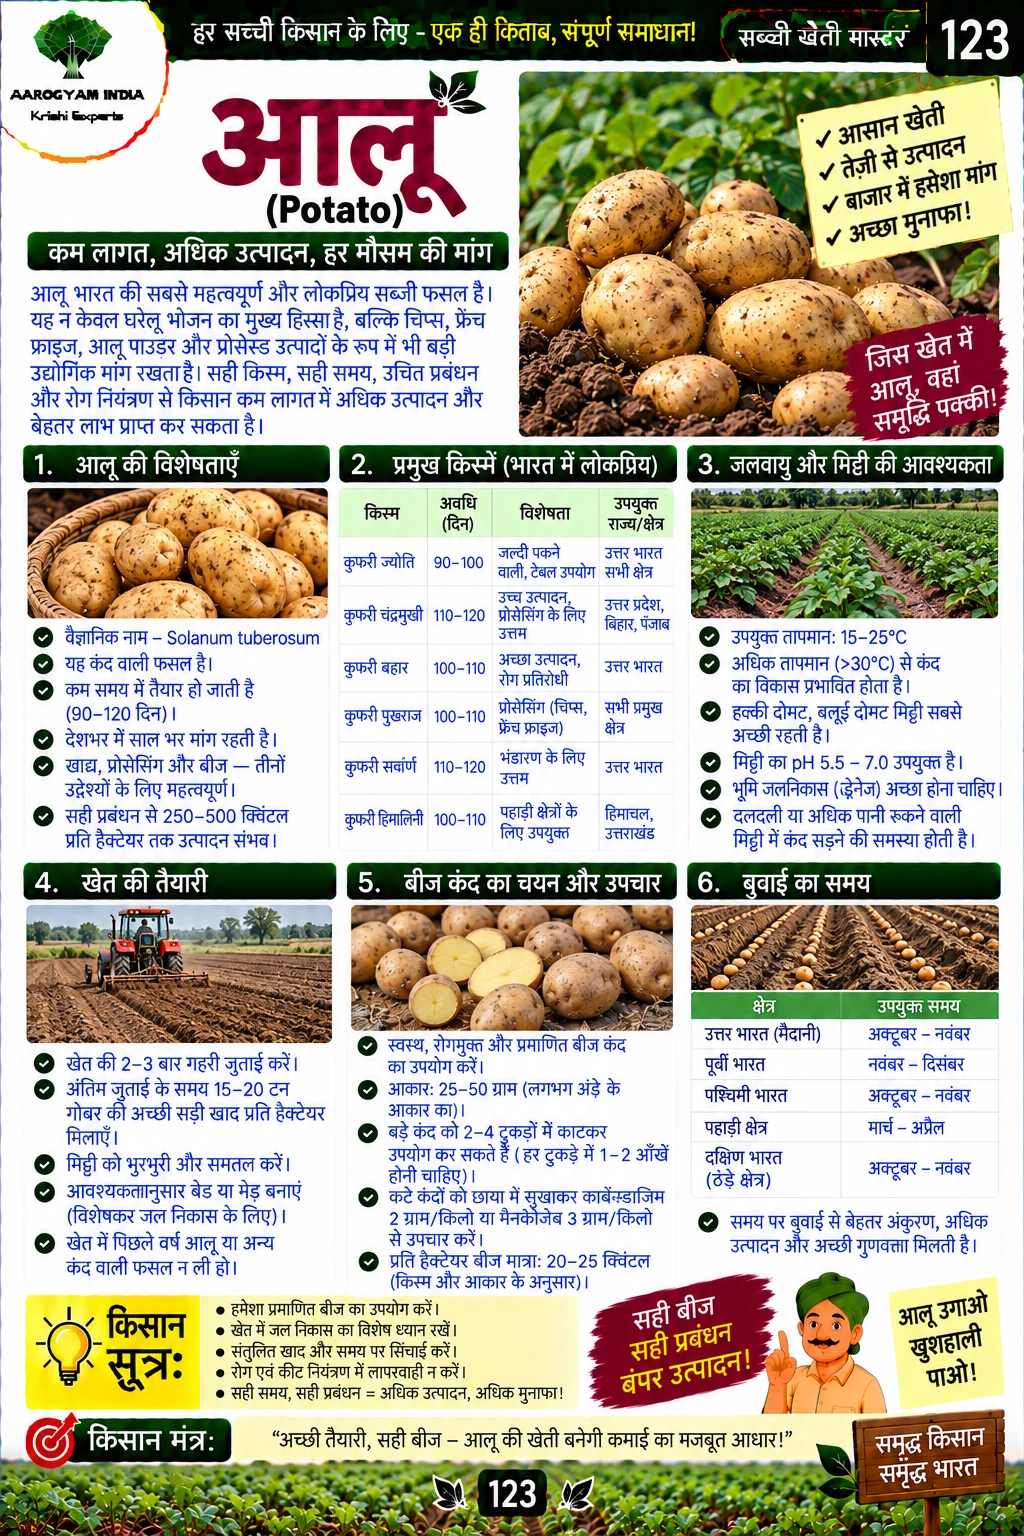 AAROGYAM INDIA
Krishi Experts
हर सच्ची किसान के लिए - एक ही किताब, संपूर्ण समाधान!
सब्जी खेती मास्टर
123
आलू
(Potato)
कम लागत, अधिक उत्पादन, हर मौसम की मांग
आलू भारत की सबसे महत्वपूर्ण और लोकप्रिय सब्जी फसल है।
यह न केवल घरेलू भोजन का मुख्य हिस्सा है, बल्कि चिप्स, फ्रेंच
फ्राइज, आलू पाउडर और प्रोसेस्ड उत्पादों के रूप में भी बड़ी
उद्योगिक मांग रखता है। सही किस्म, सही समय, उचित प्रबंधन
और रोग नियंत्रण से किसान कम लागत में अधिक उत्पादन और
बेहतर लाभ प्राप्त कर सकता है।
✓ आसान खेती
✓ तेज़ी से उत्पादन
✓ बाजार में हसेशा मांग
✓ अच्छा मुनाफा!
जिस खेत में
आलू, वहां
समृद्धि पक्की!
1. आलू की विशेषताएँ
वैज्ञानिक नाम – Solanum tuberosum
यह कंद वाली फसल है।
कम समय में तैयार हो जाती है
(90–120 दिन)।
देशभर में साल भर मांग रहती है।
खाद्य, प्रोसेसिंग और बीज — तीनों
उद्देश्यों के लिए महत्वपूर्ण।
सही प्रबंधन से 250–500 क्विंटल
प्रति हैक्टेयर तक उत्पादन संभव।
2. प्रमुख किस्में (भारत में लोकप्रिय)
किस्म अवधि (दिन) विशेषता उपयुक्त राज्य/क्षेत्र
कुफरी ज्योति 90–100 जल्दी पकने वाली, टेबल उपयोग उत्तर भारत सभी क्षेत्र
कुफरी चंद्रमुखी 110–120 उच्च उत्पादन, प्रोसेसिंग के लिए उत्तम उत्तर प्रदेश, बिहार, पंजाब
कुफरी बहार 100–110 अच्छा उत्पादन, रोग प्रतिरोधी उत्तर भारत
कुफरी पुखराज 100–110 प्रोसेसिंग (चिप्स, फ्रेंच फ्राइज) सभी प्रमुख क्षेत्र
कुफरी सवर्ण 110–120 भंडारण के लिए उत्तम उत्तर भारत
कुफरी हिमालिनी 100–110 पहाड़ी क्षेत्रों के लिए उपयुक्त हिमाचल, उत्तराखंड
3. जलवायु और मिट्टी की आवश्यकता
उपयुक्त तापमान: 15–25°C
अधिक तापमान (>30°C) से कंद
का विकास प्रभावित होता है।
हक्की दोमट, बलूई दोमट मिट्टी सबसे
अच्छी रहती है।
मिट्टी का pH 5.5 – 7.0 उपयुक्त है।
भूमि जलनिकास (ड्रेनेज) अच्छा होना चाहिए।
दलदली या अधिक पानी रूकने वाली
मिट्टी में कंद सड़ने की समस्या होती है।
4. खेत की तैयारी
खेत की 2–3 बार गहरी जुताई करें।
अंतिम जुताई के समय 15–20 टन
गोबर की अच्छी सड़ी खाद प्रति हैक्टेयर
मिलाएँ।
मिट्टी को भुरभुरी और समतल करें।
आवश्यकतानुसार बेड या मेड़ बनाएं
(विशेषकर जल निकास के लिए)।
खेत में पिछले वर्ष आलू या अन्य
कंद वाली फसल न ली हो।
5. बीज कंद का चयन और उपचार
स्वस्थ, रोगमुक्त और प्रमाणित बीज कंद
का उपयोग करें।
आकार: 25–50 ग्राम (लगभग अंड़े के
आकार का)।
बड़े कंद को 2–4 टुकड़ों में काटकर
उपयोग कर सकते हैं (हर टुकड़े में 1–2 आँखें
होनी चाहिए)।
कटे कंदों को छाया में सुखाकर
2 ग्राम/किलो या मैनकोजेब 3 ग्राम/किलो
से उपचार करें।
प्रति हैक्टेयर बीज मात्रा: 20–25 क्विंटल
(किस्म और आकार के अनुसार)।
6. बुवाई का समय
क्षेत्र उपयुक्त समय
उत्तर भारत (मैदानी) अक्टूबर – नवंबर
पूर्वी भारत नवंबर – दिसंबर
पश्चिमी भारत अक्टूबर – नवंबर
पहाड़ी क्षेत्र मार्च – अप्रैल
दक्षिण भारत (ठंडे क्षेत्र) अक्टूबर – नवंबर
समय पर बुवाई से बेहतर अंकुरण, अधिक
उत्पादन और अच्छी गुणवत्ता मिलती है।
किसान
सूत्र:
• हमेशा प्रमाणित बीज का उपयोग करें।
• खेत में जल निकास का विशेष ध्यान रखें।
• संतुलित खाद और समय पर सिंचाई करें।
• रोग एवं कीट नियंत्रण में लापरवाही न करें।
• सही समय, सही प्रबंधन = अधिक उत्पादन, अधिक मुनाफा!
सही बीज
सही प्रबंधन
बंपर उत्पादन!
आलू उगाओ
खुशहाली
पाओ!
किसान मंत्र:
“अच्छी तैयारी, सही बीज – आलू की खेती बनेगी कमाई का मजबूत आधार!”
समृद्ध किसान
समृद्ध भारत
123